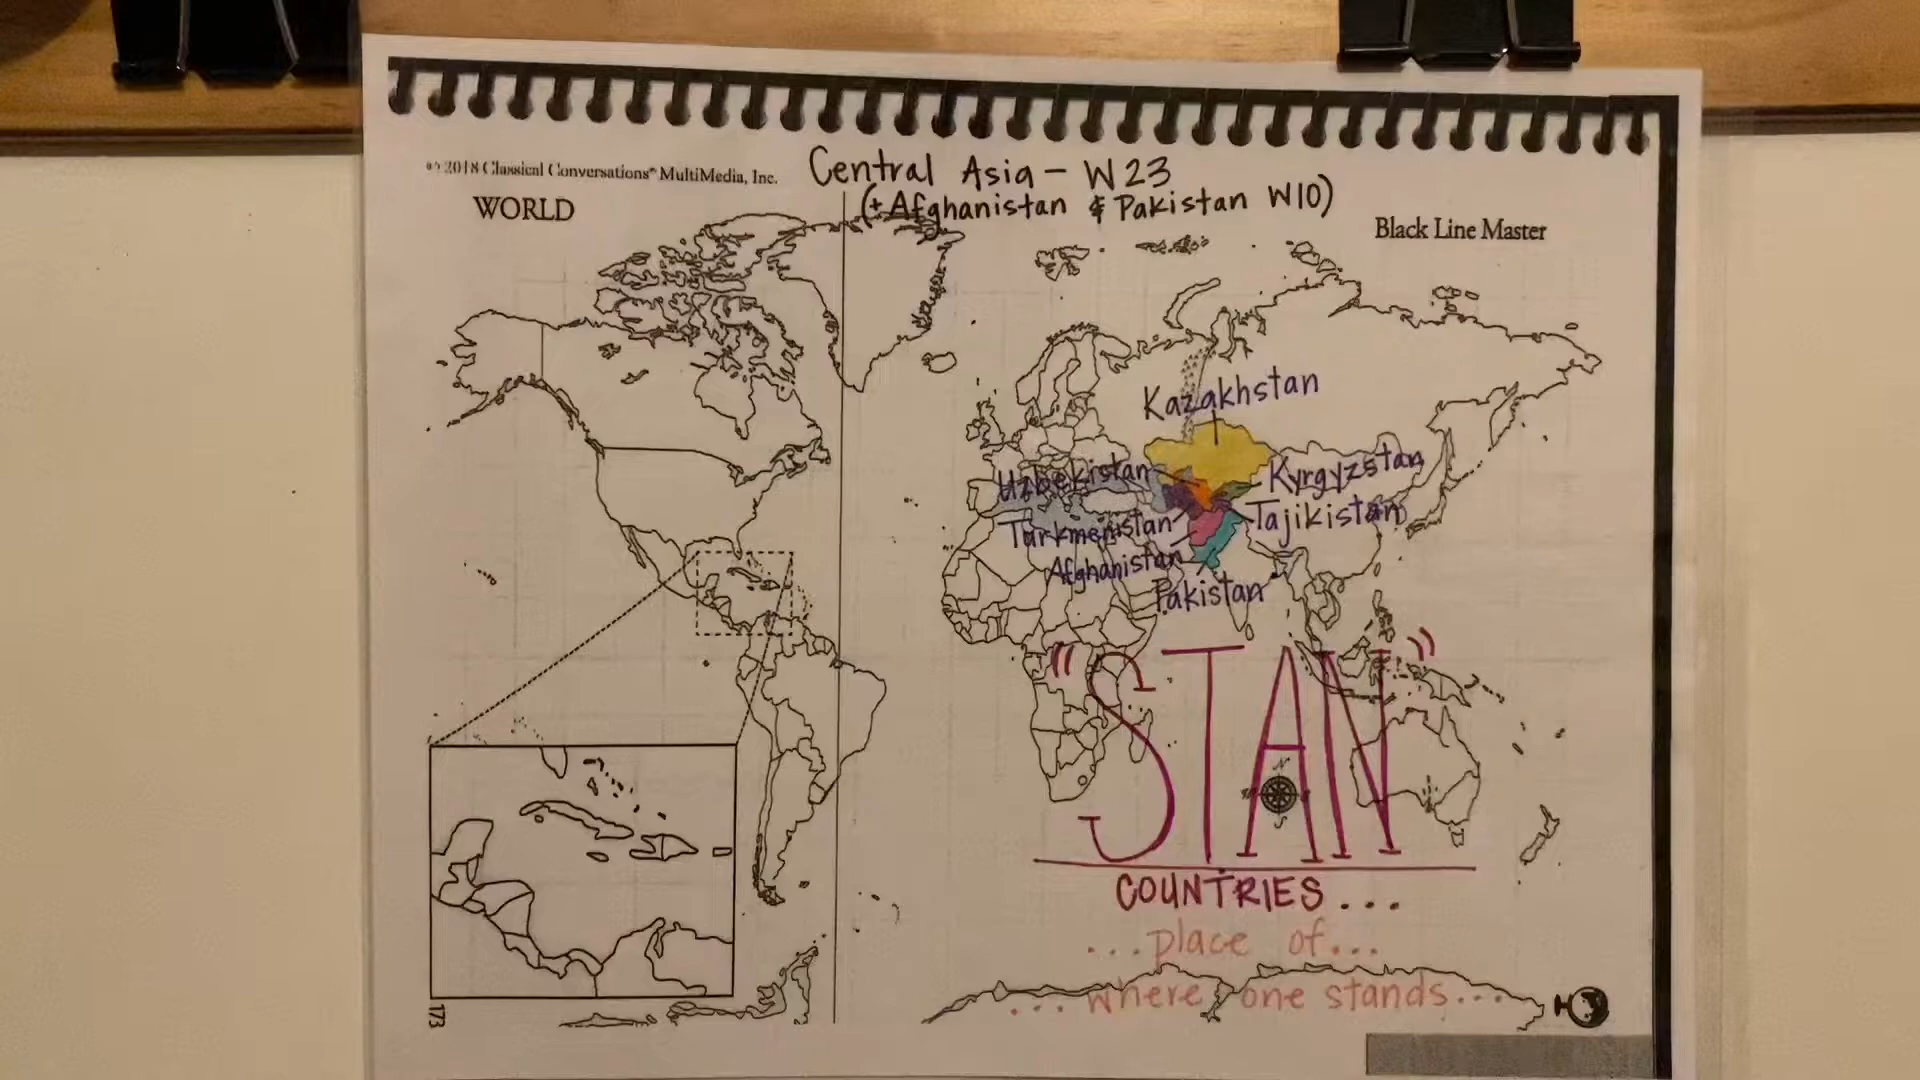 © 2018 Classical Conversations® MultiMedia, Inc.
Central Asia - W23
(+ Afghanistan & Pakistan W10)
WORLD
Black Line Master
Kazakhstan
Uzbekistan
Kyrgyzstan
Turkmenistan
Tajikistan
Afghanistan
Pakistan
"STAN"
N
S
COUNTRIES...
...place of...
...where one stands...
173